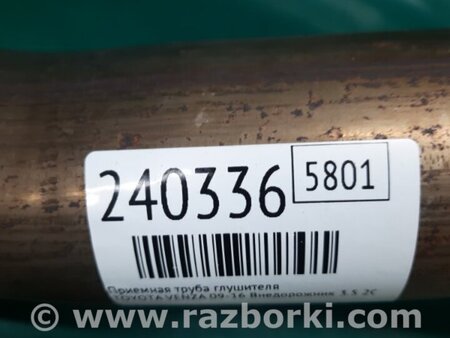 240336 5801
Приемная труба глушителя
TOYOTA VENZA 09-16 Внедорожник 3.5 2G
© www.razborki.com